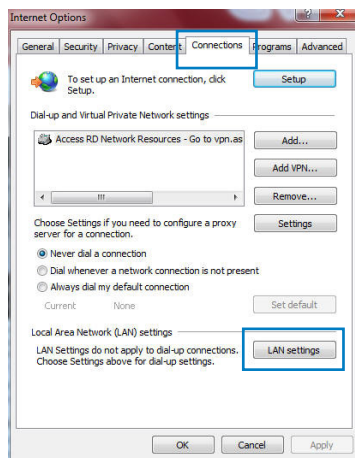 Internet Options
General Security Privacy Content Connections Programs Advanced
To set up an Internet connection, click
Setup.
Setup
Dial-up and Virtual Private Network settings
Access RD Network Resources - Go to vpn.as
Add...
Add VPN...
Remove...
Choose Settings if you need to configure a proxy
server for a connection.
Settings
Never dial a connection
Dial whenever a network connection is not present
Always dial my default connection
Current None
Set default
Local Area Network (LAN) settings
LAN Settings do not apply to dial-up connections.
Choose Settings above for dial-up settings.
LAN settings
OK Cancel Apply